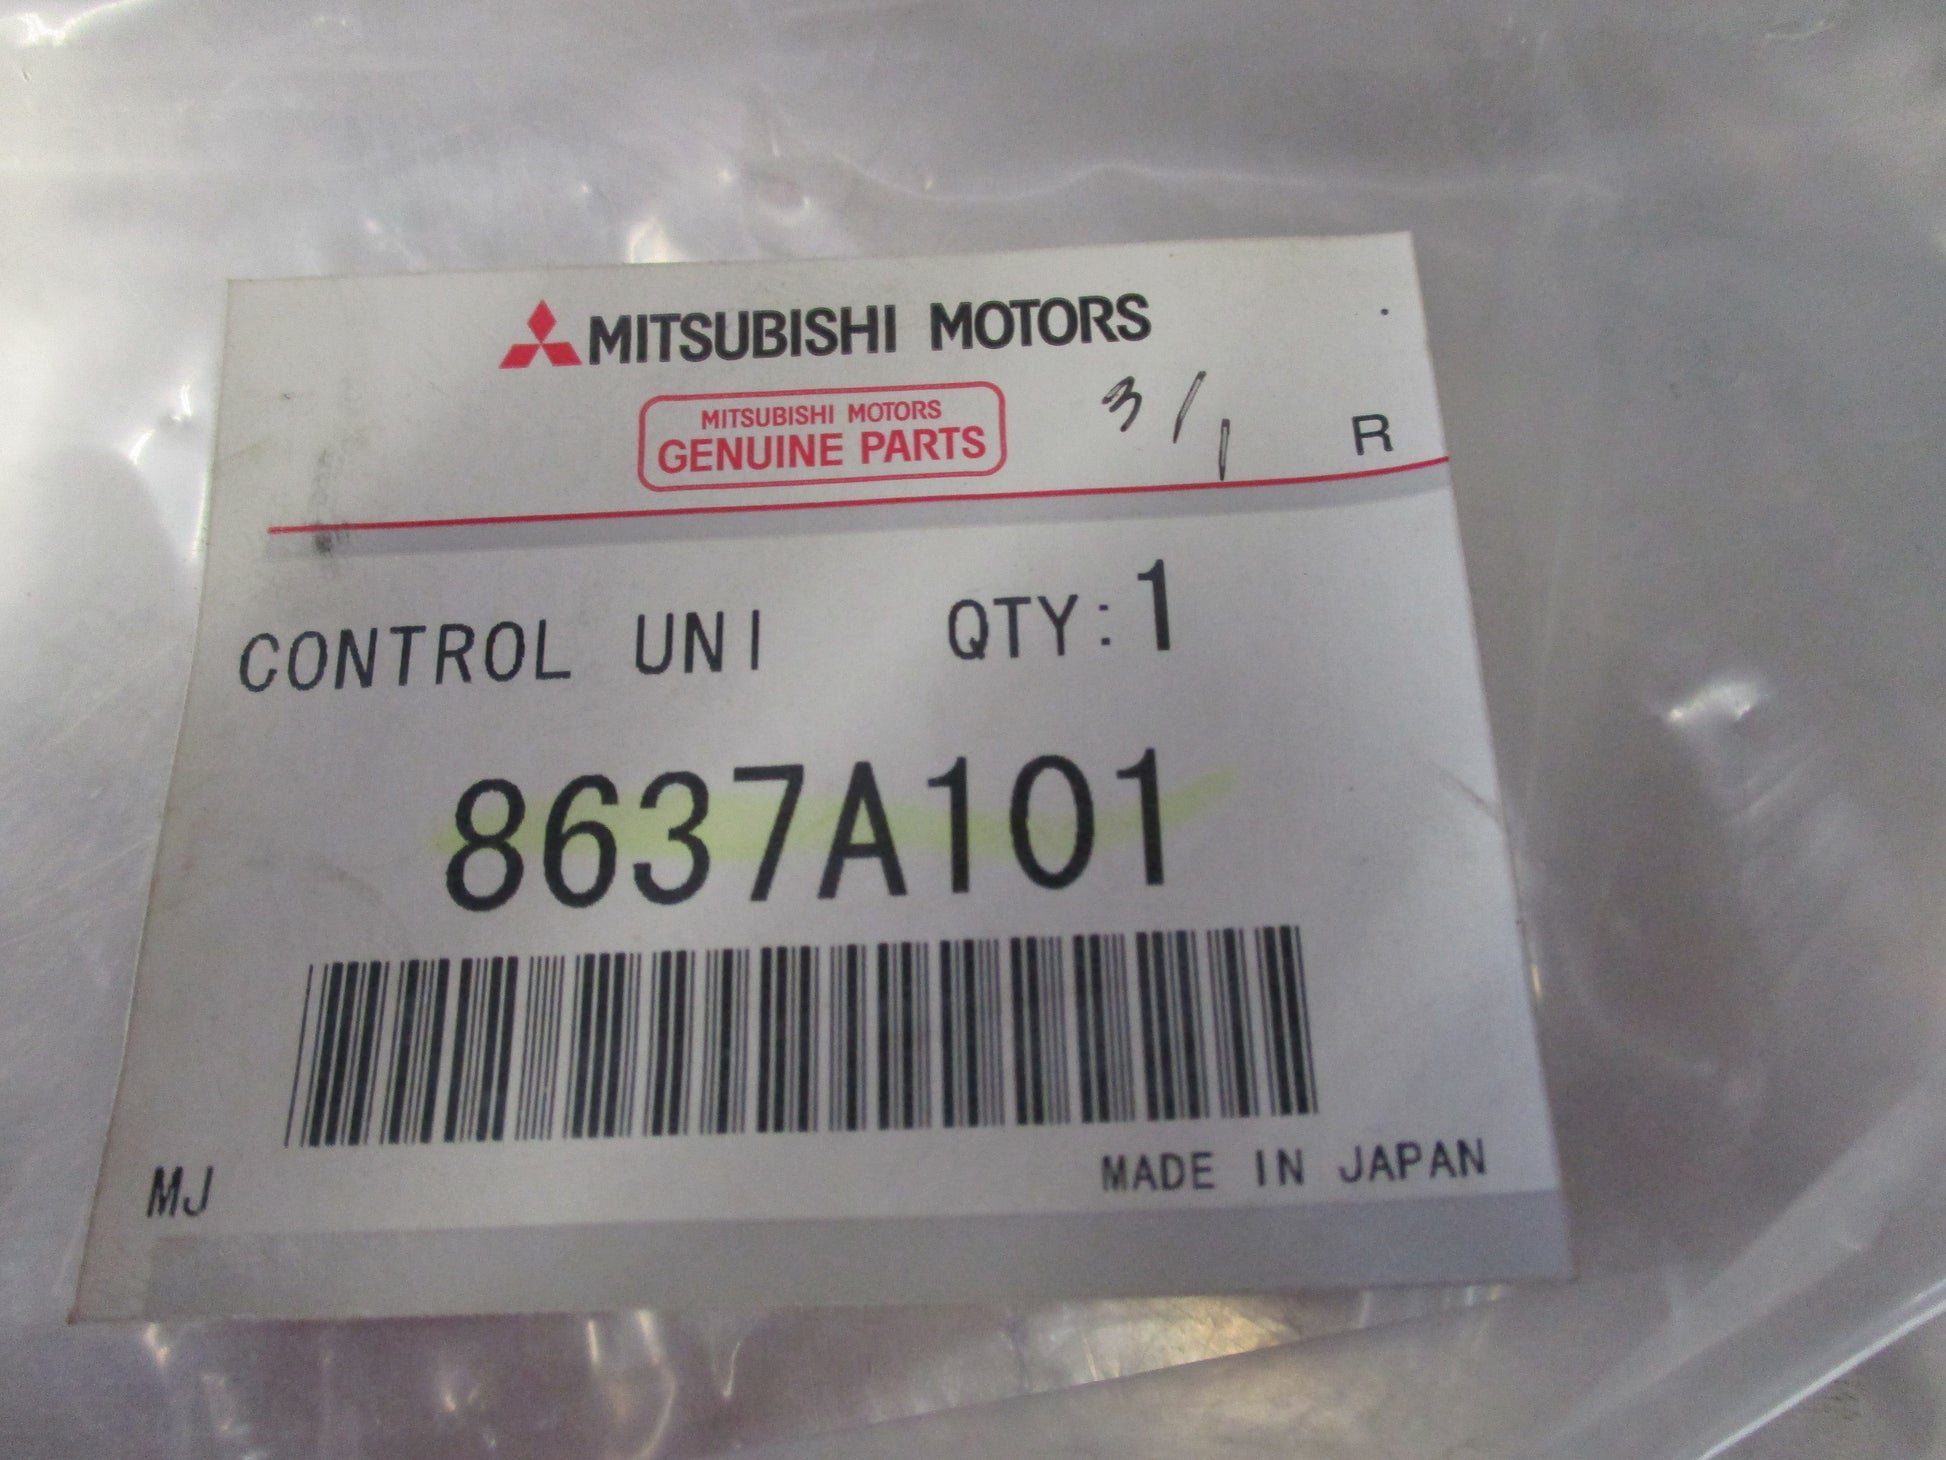 MITSUBISHI MOTORS
MITSUBISHI MOTORS
GENUINE PARTS
3/1
R
CONTROL UNI QTY:1
8637A101
MJ MADE IN JAPAN